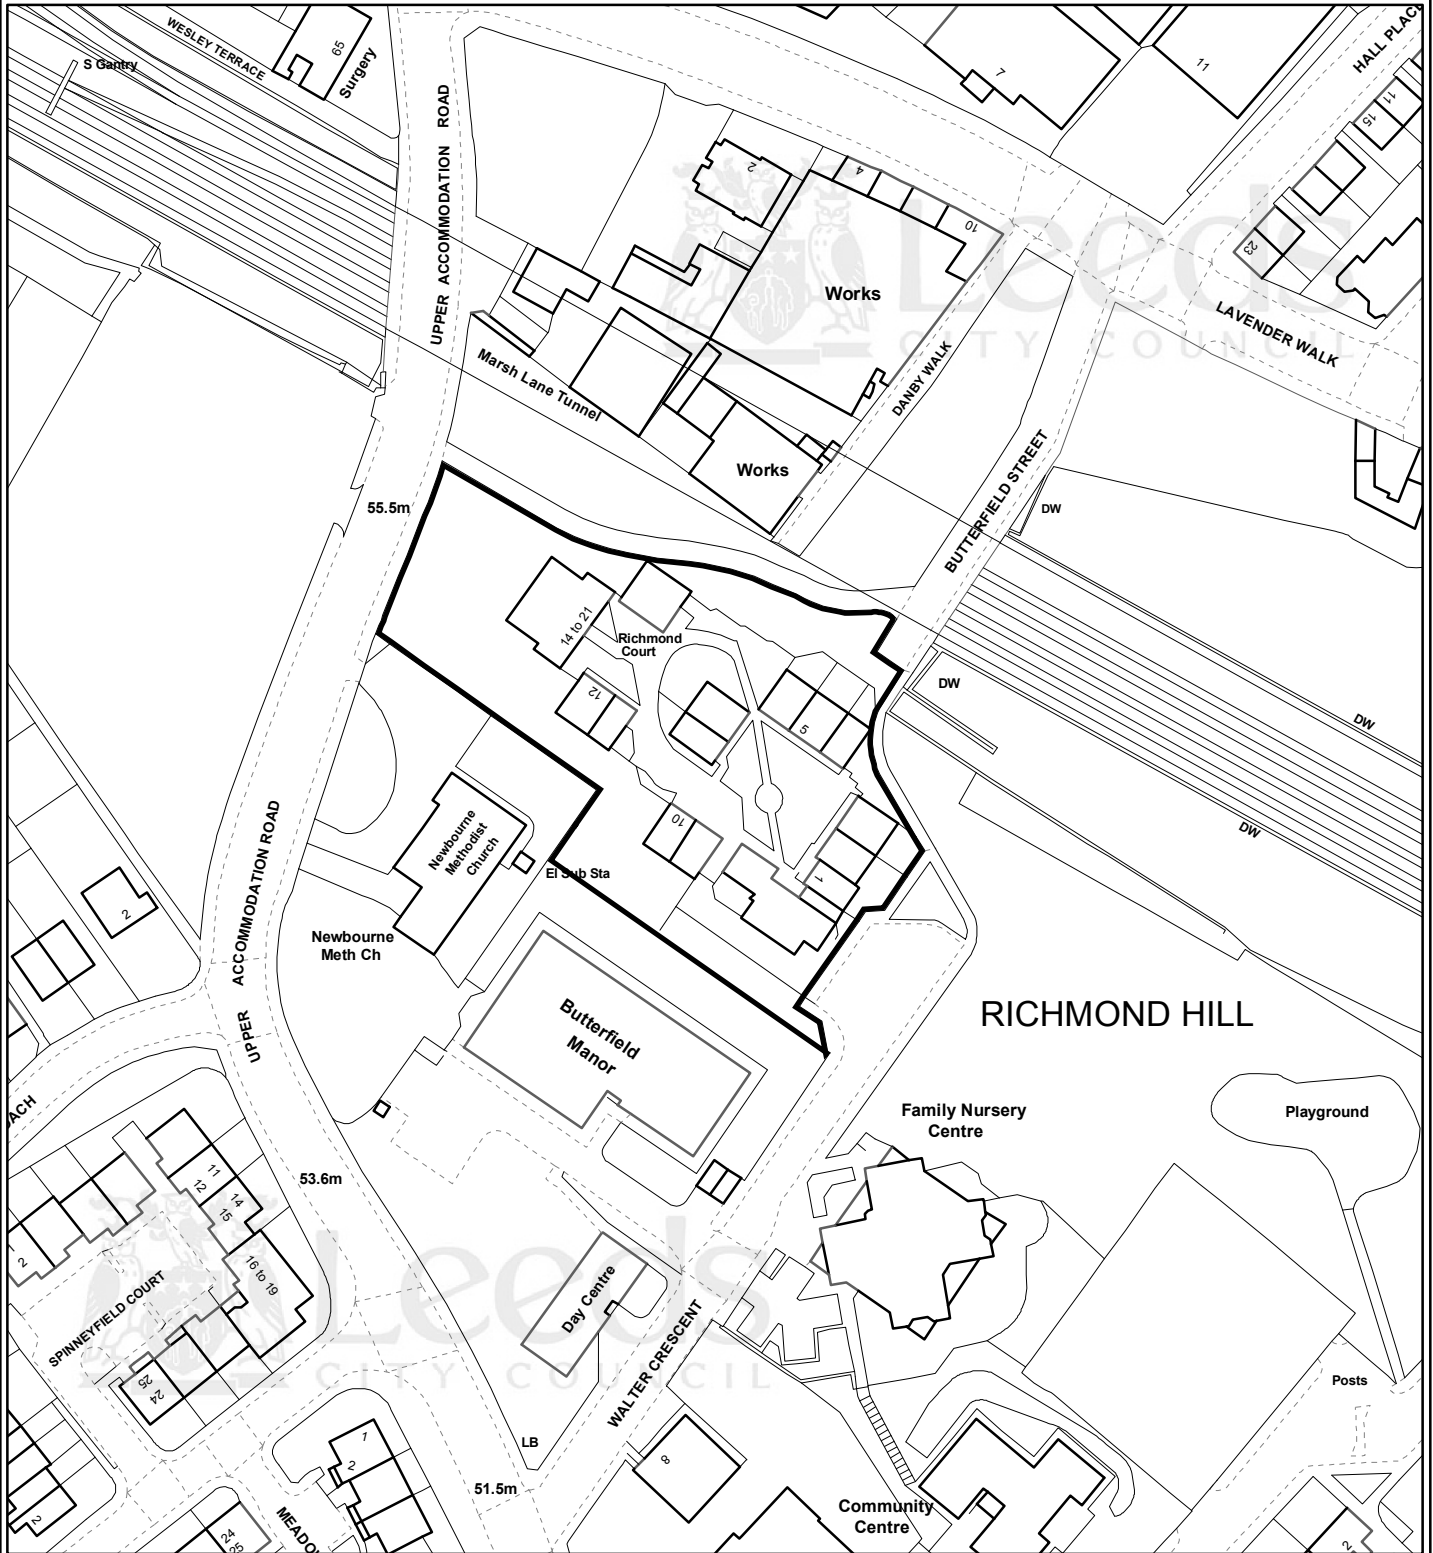 WESLEY TERRACE
S Gantry
65
Surgery
7
11
HALL PLACE
11
15
23
UPPER ACCOMMODATION ROAD
2
4
10
Leeds
CITY COUNCIL
Works
LAVENDER WALK
Marsh Lane Tunnel
DANBY WALK
Works
BUTTERFIELD STREET
DW
55.5m
14 to 21
Richmond
Court
12
5
DW
DW
DW
10
1
Newbourne
Methodist
Church
El Sub Sta
2
UPPER ACCOMMODATION ROAD
Newbourne
Meth Ch
Butterfield
Manor
RICHMOND HILL
Family Nursery
Centre
Playground
53.6m
11
12
14
15
16 to 19
2
SPINNEYFIELD COURT
25
24
Leeds
CITY COUNCIL
Day Centre
WALTER CRESCENT
Posts
LB
8
51.5m
1
2
2
24
25
Community
Centre
2